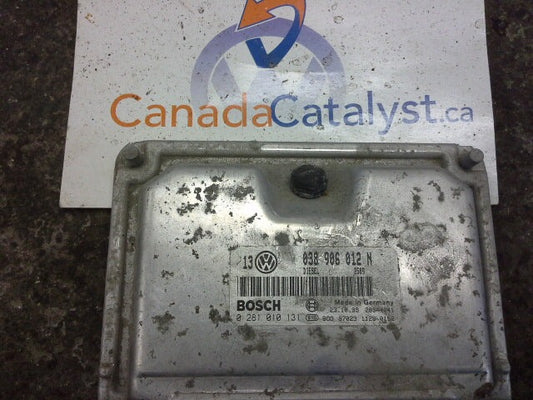 CanadaCatalyst.ca
13 038 906 012 N
DIESEL
BOSCH Made in Germany
0 281 010 131